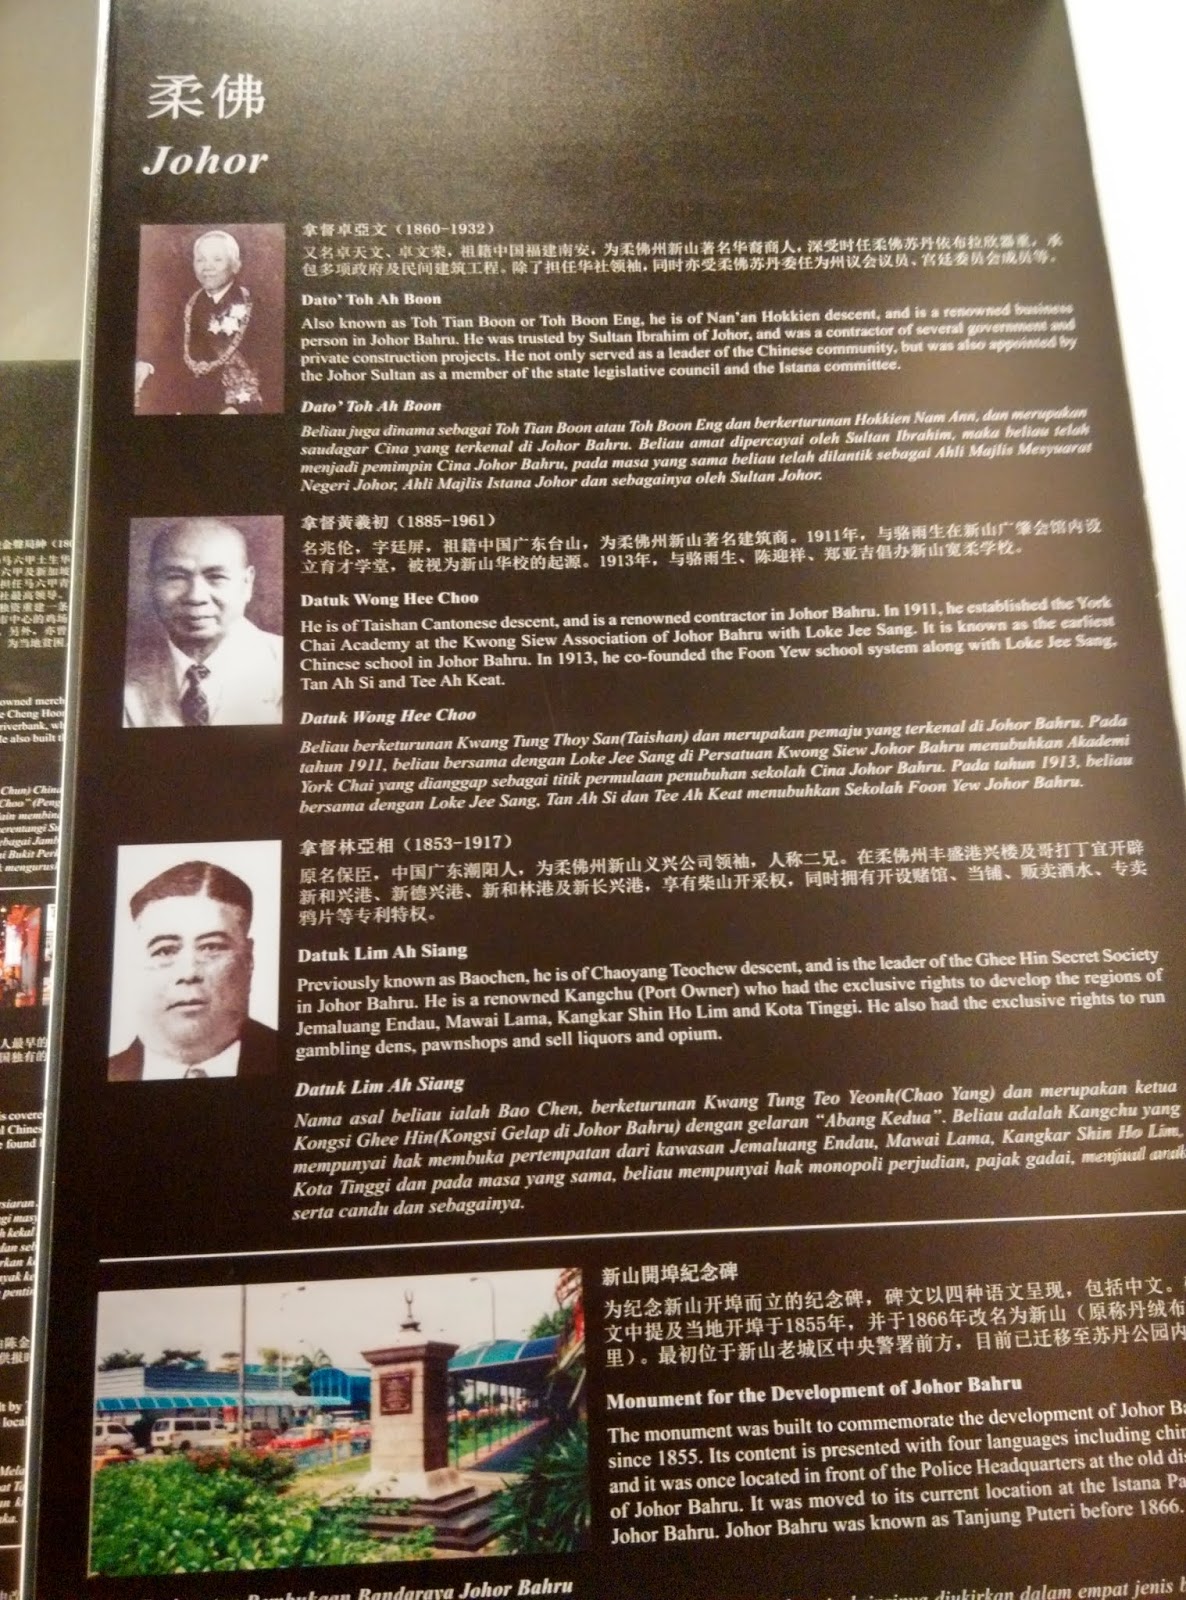 柔佛
Johor
拿督卓亞文（1860-1932）
又名卓天文、卓文荣，祖籍中国福建南安，为柔佛州新山著名华裔商人，深受时任柔佛苏丹依布拉欣器重，承
包多项政府及民间建筑工程。除了担任华社领袖，同时亦受柔佛苏丹委任为州议会议员、宫廷委员会成员等。
Dato’ Toh Ah Boon
Also known as Toh Tian Boon or Toh Boon Eng, he is of Nan’an Hokkien descent, and is a renowned business
person in Johor Bahru. He was trusted by Sultan Ibrahim of Johor, and was a contractor of several government and
private construction projects. He not only served as a leader of the Chinese community, but was also appointed by
the Johor Sultan as a member of the state legislative council and the Istana committee.
Dato’ Toh Ah Boon
Beliau juga dinama sebagai Toh Tian Boon atau Toh Boon Eng dan berkerturunan Hokkien Nam Ann, dan merupakan
saudagar Cina yang terkenal di Johor Bahru. Beliau amat dipercayai oleh Sultan Ibrahim, maka beliau telah
menjadi pemimpin Cina Johor Bahru, pada masa yang sama beliau telah dilantik sebagai Ahli Majlis Mesyuarat
Negeri Johor, Ahli Majlis Istana Johor dan sebagainya oleh Sultan Johor.
拿督黃羲初（1885-1961）
名兆伦，字廷屏，祖籍中国广东台山，为柔佛州新山著名建筑商。1911年，与骆雨生在新山广肇会馆内设
立育才学堂，被视为新山华校的起源。1913年，与骆雨生、陈迎祥、郑亚吉倡办新山宽柔学校。
Datuk Wong Hee Choo
He is of Taishan Cantonese descent, and is a renowned contractor in Johor Bahru. In 1911, he established the York
Chai Academy at the Kwong Siew Association of Johor Bahru with Loke Jee Sang. It is known as the earliest
Chinese school in Johor Bahru. In 1913, he co-founded the Foon Yew school system along with Loke Jee Sang,
Tan Ah Si and Tee Ah Keat.
Datuk Wong Hee Choo
Beliau berketurunan Kwang Tung Thoy San(Taishan) dan merupakan pemaju yang terkenal di Johor Bahru. Pada
tahun 1911, beliau bersama dengan Loke Jee Sang di Persatuan Kwong Siew Johor Bahru menubuhkan Akademi
York Chai yang dianggap sebagai titik permulaan penubuhan sekolah Cina Johor Bahru. Pada tahun 1913, beliau
bersama dengan Loke Jee Sang, Tan Ah Si dan Tee Ah Keat menubuhkan Sekolah Foon Yew Johor Bahru.
拿督林亞相（1853-1917）
原名保臣，中国广东潮阳人，为柔佛州新山义兴公司领袖，人称二兄。在柔佛州丰盛港兴楼及哥打丁宜开辟
新和兴港、新德兴港、新和林港及新长兴港，享有柴山开采权，同时拥有开设赌馆、当铺、贩卖酒水、专卖
鸦片等专利特权。
Datuk Lim Ah Siang
Previously known as Baochen, he is of Chaoyang Teochew descent, and is the leader of the Ghee Hin Secret Society
in Johor Bahru. He is a renowned Kangchu (Port Owner) who had the exclusive rights to develop the regions of
Jemaluang Endau, Mawai Lama, Kangkar Shin Ho Lim and Kota Tinggi. He also had the exclusive rights to run
gambling dens, pawnshops and sell liquors and opium.
Datuk Lim Ah Siang
Nama asal beliau ialah Bao Chen, berketurunan Kwang Tung Teo Yeonh(Chao Yang) dan merupakan ketua
Kongsi Ghee Hin(Kongsi Gelap di Johor Bahru) dengan gelaran “Abang Kedua”. Beliau adalah Kangchu yang
mempunyai hak membuka pertempatan dari kawasan Jemaluang Endau, Mawai Lama, Kangkar Shin Ho Lim,
Kota Tinggi dan pada masa yang sama, beliau mempunyai hak monopoli perjudian, pajak gadai, menjual arak
serta candu dan sebagainya.
新山開埠紀念碑
为纪念新山开埠而立的纪念碑，碑文以四种语文呈现，包括中文。
文中提及当地开埠于1855年，并于1866年改名为新山（原称丹绒布
里）。最初位于新山老城区中央警署前方，目前已迁移至苏丹公园内
Monument for the Development of Johor Bahru
The monument was built to commemorate the development of Johor Ba
since 1855. Its content is presented with four languages including chin
and it was once located in front of the Police Headquarters at the old dis
of Johor Bahru. It was moved to its current location at the Istana Pa
Johor Bahru. Johor Bahru was known as Tanjung Puteri before 1866.
Pembukaan Bandaraya Johor Bahru
diukirkan dalam empat jenis b